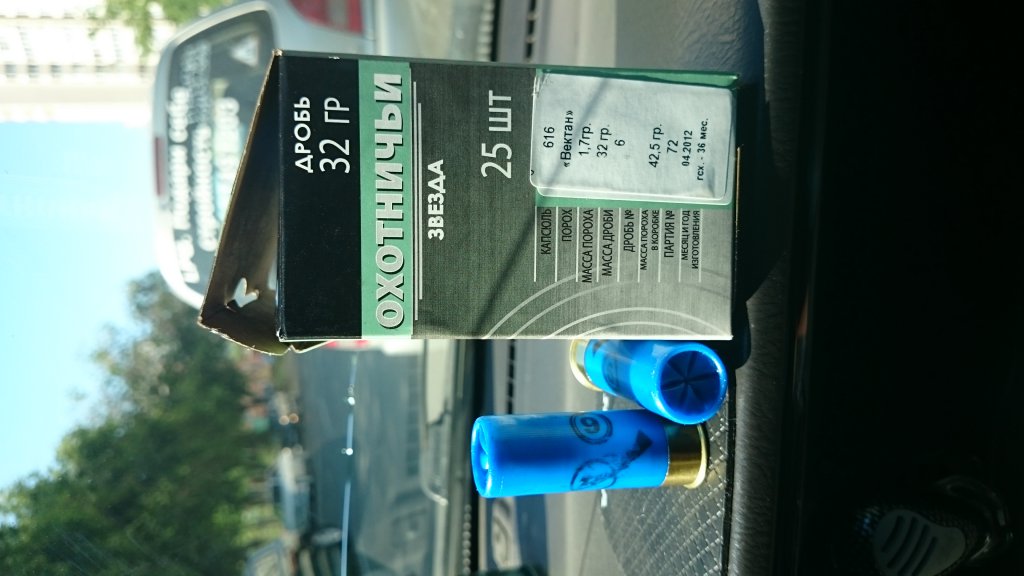 ДРОБЬ
32 ГР
ОХОТНИЧЬИ
ЗВЕЗДА
25 ШТ
КАПСЮЛЬ 616
ПОРОХ «Вектан»
МАССА ПОРОХА 1,7гр.
МАССА ДРОБИ 32 гр.
ДРОБЬ № 6
МАССА ПОРОХА
В КОРОБКЕ 42,5 гр.
ПАРТИЯ № 72
МЕСЯЦ И ГОД 04.2012
ИЗГОТОВЛЕНИЯ гсх. - 36 мес.
6